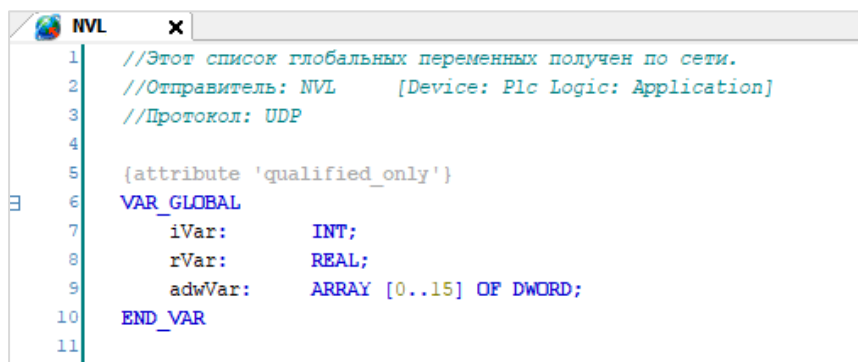 NVL
1 //Этот список глобальных переменных получен по сети.
2 //Отправитель: NVL [Device: Plc Logic: Application]
3 //Протокол: UDP
4
5 {attribute 'qualified_only'}
6 VAR_GLOBAL
7 iVar: INT;
8 rVar: REAL;
9 adwVar: ARRAY [0..15] OF DWORD;
10 END_VAR
11